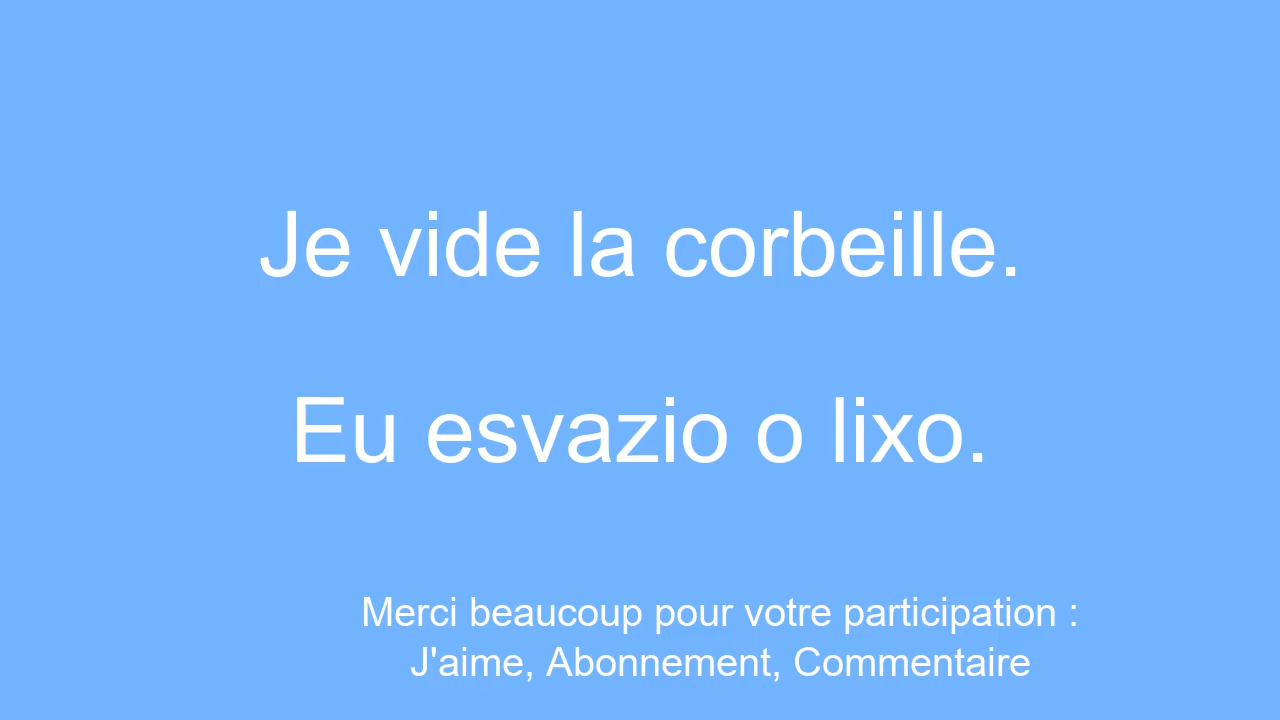 Je vide la corbeille.
Eu esvazio o lixo.
Merci beaucoup pour votre participation :
J'aime, Abonnement, Commentaire